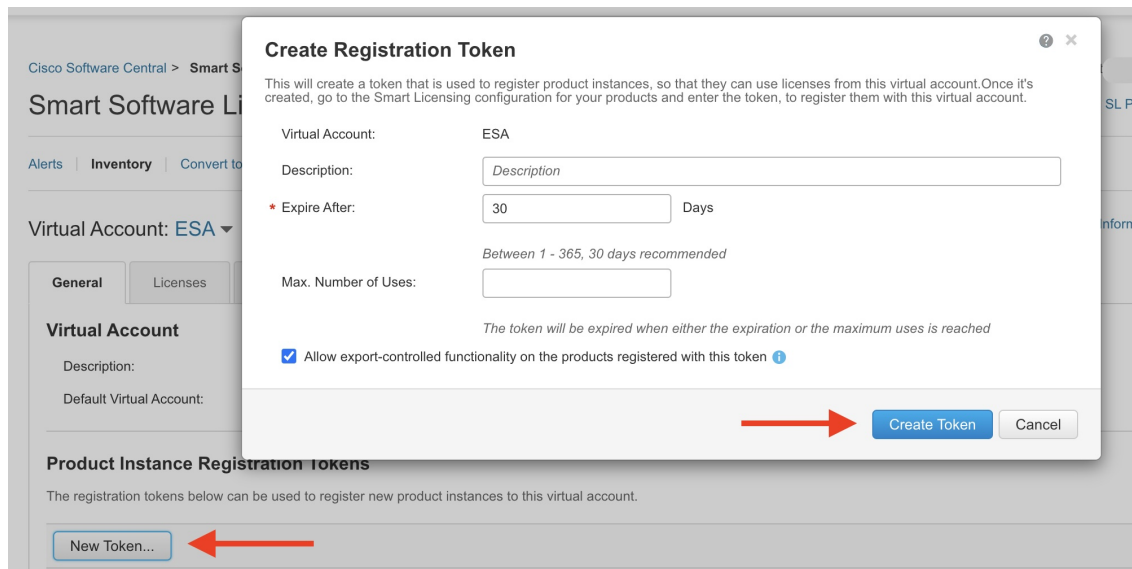 Cisco Software Central > Smart S
Smart Software Li
SL P
Alerts | Inventory | Convert to
Virtual Account: ESA
Inform
General Licenses
Virtual Account
Description:
Default Virtual Account:
Product Instance Registration Tokens
The registration tokens below can be used to register new product instances to this virtual account.
New Token...
Create Registration Token
This will create a token that is used to register product instances, so that they can use licenses from this virtual account.Once it's
created, go to the Smart Licensing configuration for your products and enter the token, to register them with this virtual account.
Virtual Account: ESA
Description: Description
* Expire After: 30 Days
Between 1 - 365, 30 days recommended
Max. Number of Uses:
The token will be expired when either the expiration or the maximum uses is reached
Allow export-controlled functionality on the products registered with this token
Create Token Cancel